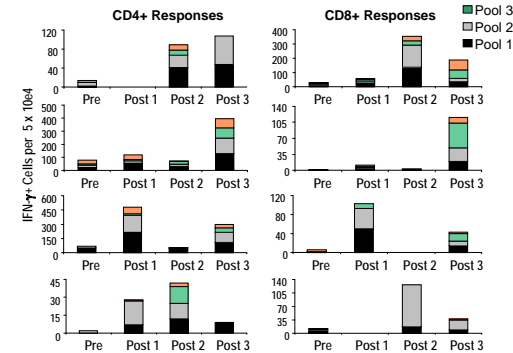 CD4+ Responses CD8+ Responses
Pool 3
Pool 2
Pool 1
IFN-γ+ Cells per 5 x 10e4
120
80
40
0
Pre Post 1 Post 2 Post 3
400
300
200
100
0
Pre Post 1 Post 2 Post 3
500
400
300
200
100
0
Pre Post 1 Post 2 Post 3
140
105
70
35
0
Pre Post 1 Post 2 Post 3
600
450
300
150
0
Pre Post 1 Post 2 Post 3
120
80
40
0
Pre Post 1 Post 2 Post 3
45
30
15
0
Pre Post 1 Post 2 Post 3
140
105
70
35
0
Pre Post 1 Post 2 Post 3